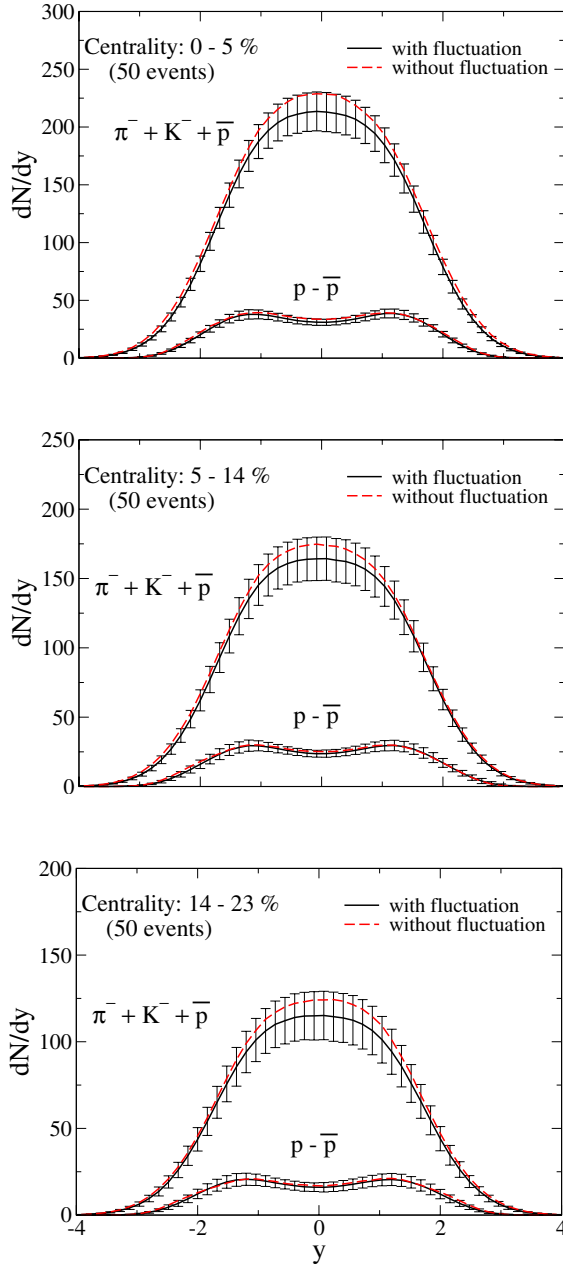 300
250
200
150
100
50
0
dN/dy
Centrality: 0 - 5 %
(50 events)
with fluctuation
without fluctuation
π⁻ + K⁻ + p̅
p - p̅
250
200
150
100
50
0
dN/dy
Centrality: 5 - 14 %
(50 events)
with fluctuation
without fluctuation
π⁻ + K⁻ + p̅
p - p̅
200
150
100
50
0
dN/dy
Centrality: 14 - 23 %
(50 events)
with fluctuation
without fluctuation
π⁻ + K⁻ + p̅
p - p̅
-4 -2 0 2 4
y